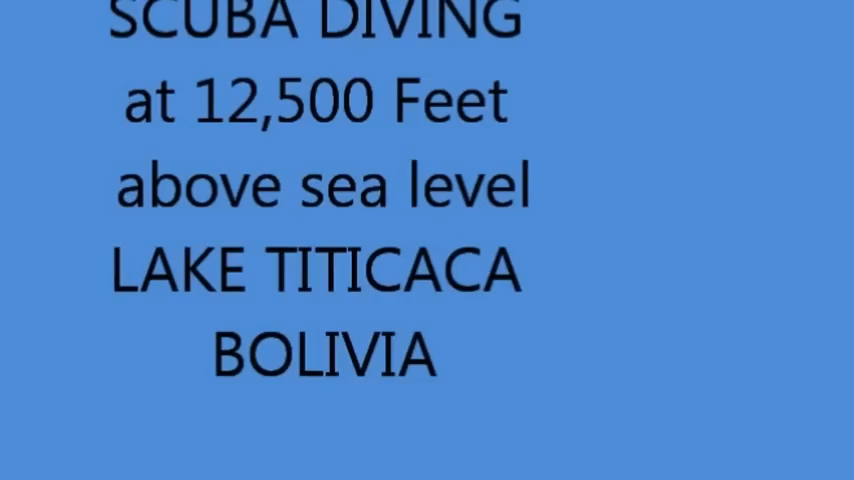 SCUBA DIVING
at 12,500 Feet
above sea level
LAKE TITICACA
BOLIVIA